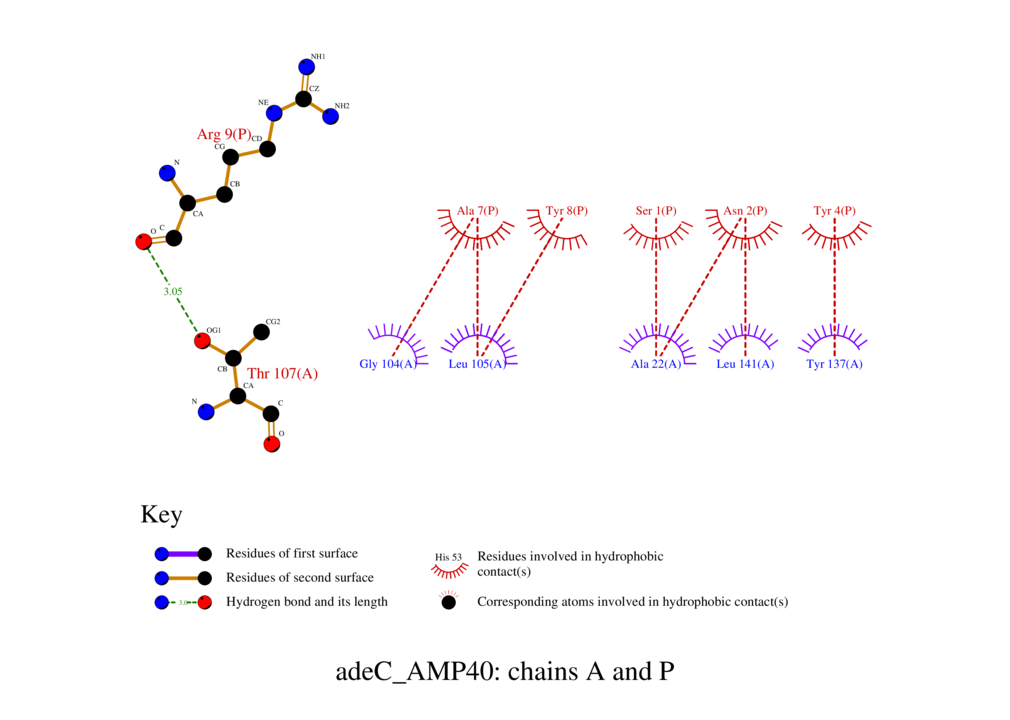 NH1
CZ
NE
NH2
Arg 9(P)
CD
CG
N
CB
CA
O
C
3.05
OG1
CG2
CB
Thr 107(A)
CA
N
C
O
Ala 7(P) Tyr 8(P) Ser 1(P) Asn 2(P) Tyr 4(P)
Gly 104(A) Leu 105(A) Ala 22(A) Leu 141(A) Tyr 137(A)
Key
Residues of first surface
Residues of second surface
Hydrogen bond and its length
His 53
Residues involved in hydrophobic
contact(s)
Corresponding atoms involved in hydrophobic contact(s)
adeC_AMP40: chains A and P